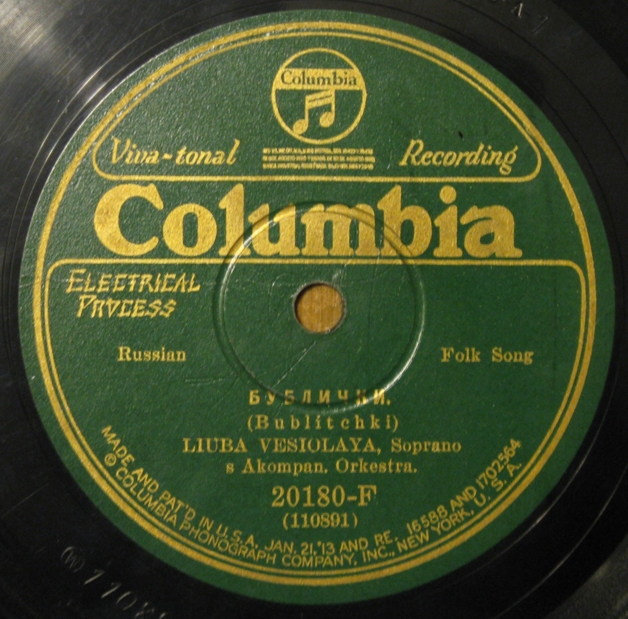 Columbia
Viva-tonal Recording
Columbia
ELECTRICAL
PROCESS
Russian Folk Song
БУБЛИЧКИ.
(Bublitchki)
LIUBA VESIOLAYA, Soprano
s Akompan. Orkestra.
20180-F
(110891)
MADE AND PAT'D IN U.S.A. JAN. 21, '13 AND RE. 16588 AND 1702564
© COLUMBIA PHONOGRAPH COMPANY, INC., NEW YORK, U. S. A.